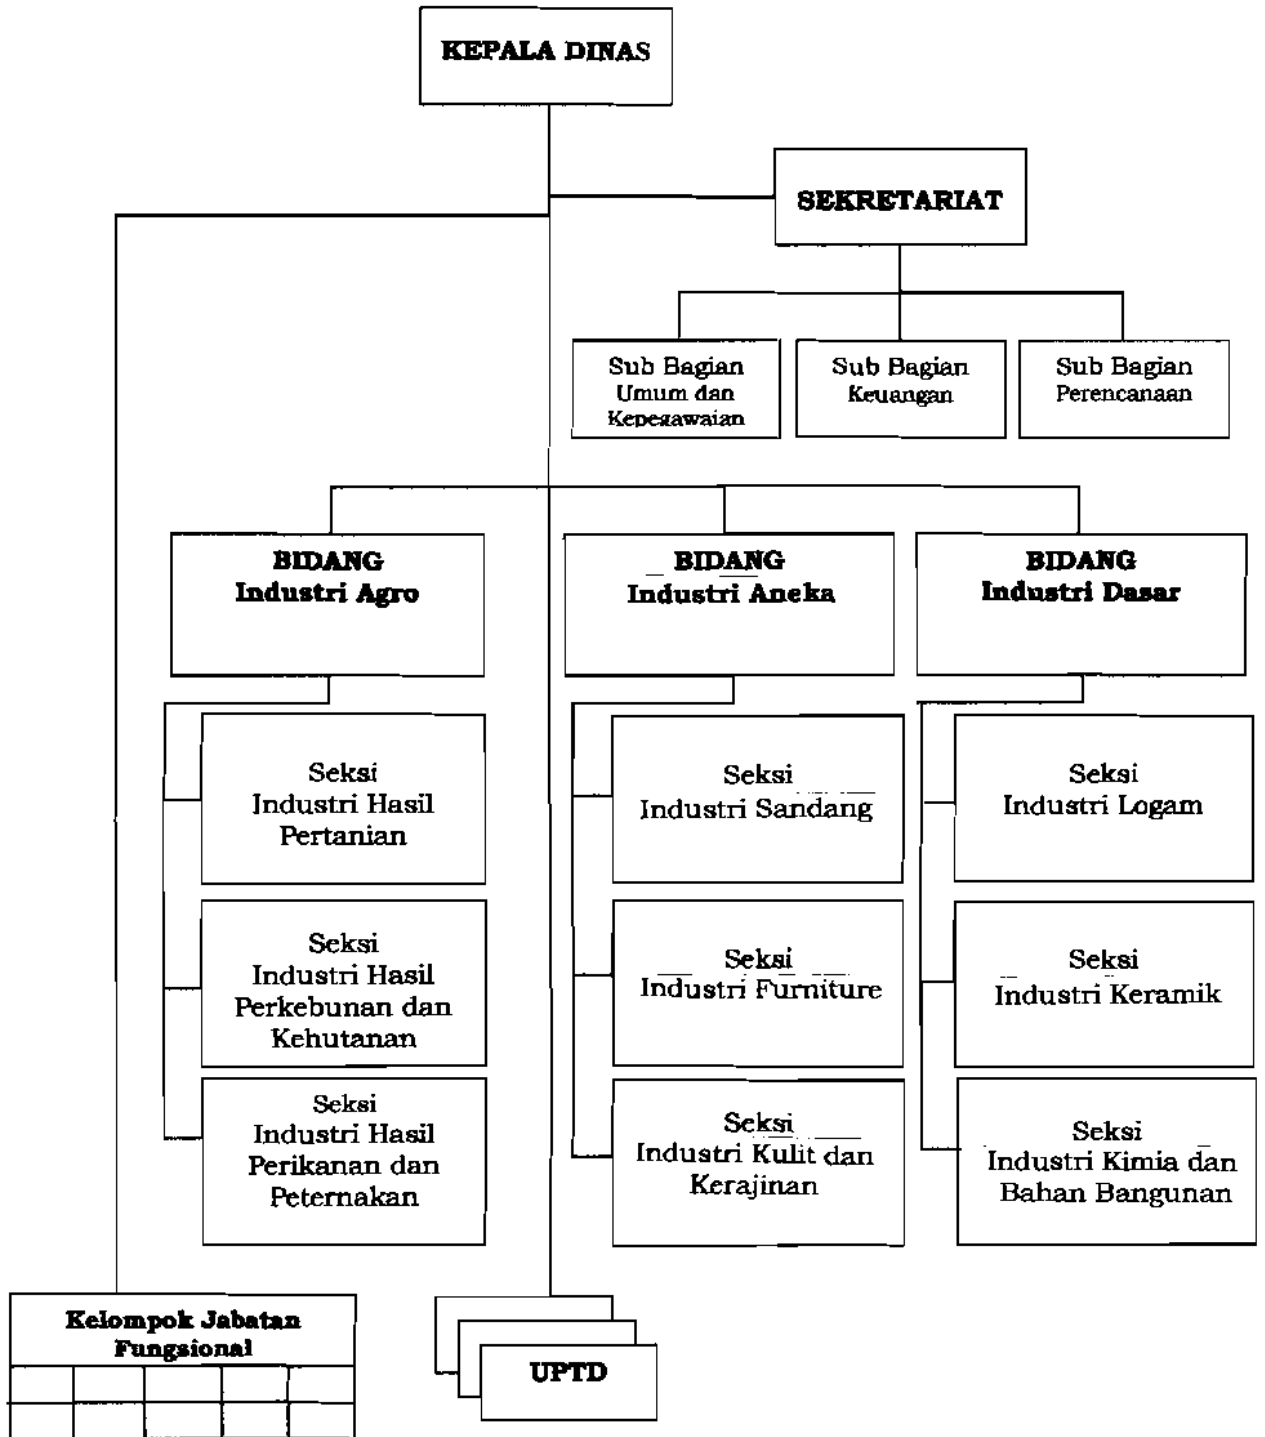 KEPALA DINAS
SEKRETARIAT
Sub Bagian
Umum dan
Kepegawaian
Sub Bagian
Keuangan
Sub Bagian
Perencanaan
BIDANG
Industri Agro
BIDANG
Industri Aneka
BIDANG
Industri Dasar
Seksi
Industri Hasil
Pertanian
Seksi
Industri Hasil
Perkebunan dan
Kehutanan
Seksi
Industri Hasil
Perikanan dan
Peternakan
Seksi
Industri Sandang
Seksi
Industri Furniture
Seksi
Industri Kulit dan
Kerajinan
Seksi
Industri Logam
Seksi
Industri Keramik
Seksi
Industri Kimia dan
Bahan Bangunan
Kelompok Jabatan
Fungsional
UPTD